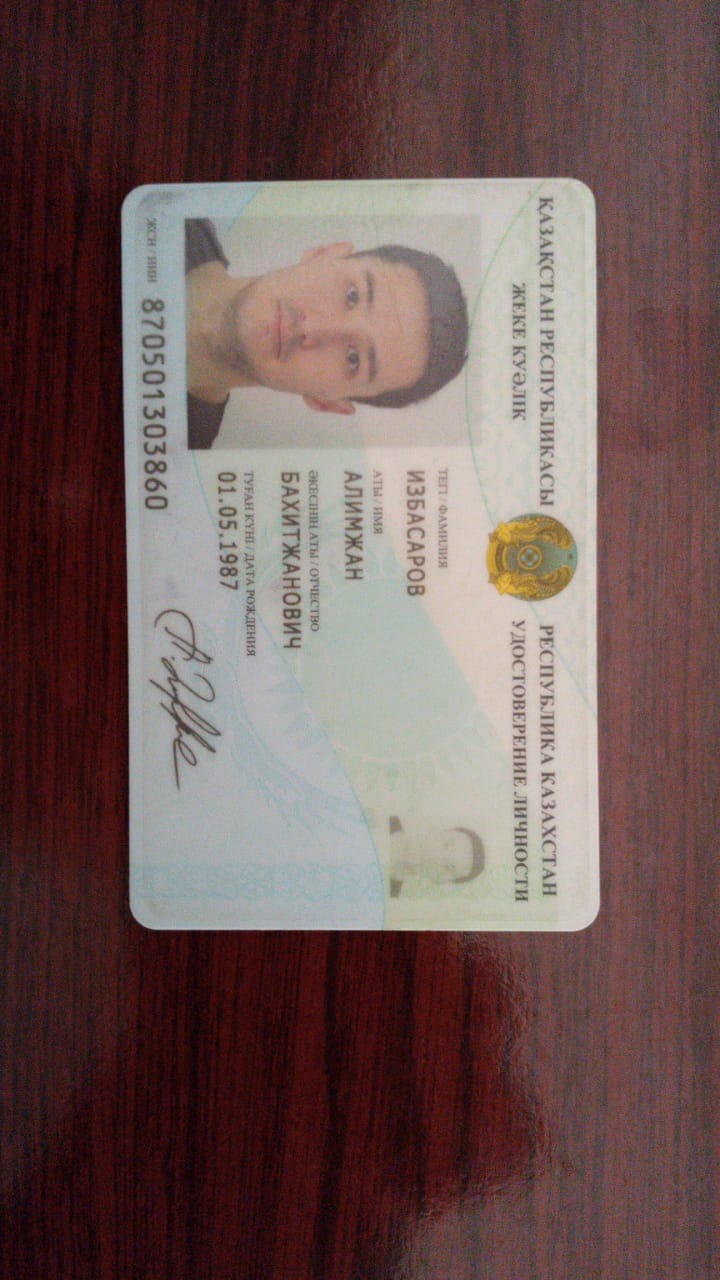 ҚАЗАҚСТАН РЕСПУБЛИКАСЫ
ЖЕКЕ КУӘЛІК
РЕСПУБЛИКА КАЗАХСТАН
УДОСТОВЕРЕНИЕ ЛИЧНОСТИ
ТЕГІ / ФАМИЛИЯ
ИЗБАСАРОВ
АТЫ / ИМЯ
АЛИМЖАН
ӘКЕСІНІҢ АТЫ / ОТЧЕСТВО
БАХИТЖАНОВИЧ
ТУҒАН КҮНІ / ДАТА РОЖДЕНИЯ
01.05.1987
ЖСН / ИИН 870501303860